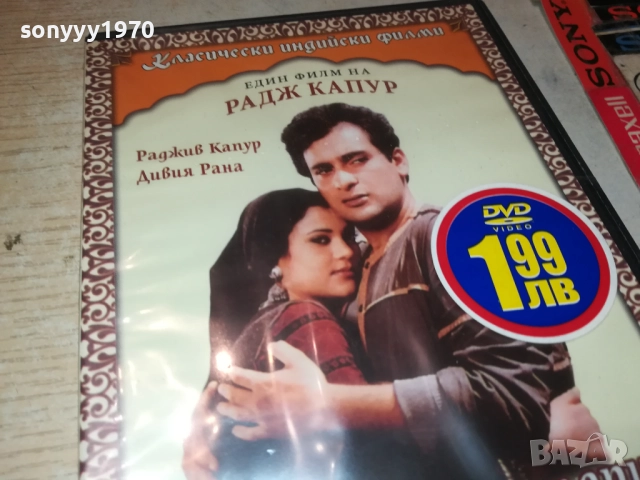 sonyyy1970
Класически индийски филми
ЕДИН ФИЛМ НА
РАДЖ КАПУР
Раджив Капур
Дивия Рана
DVD
VIDEO
1 99
ЛВ
SONY
maxell
BAZAR